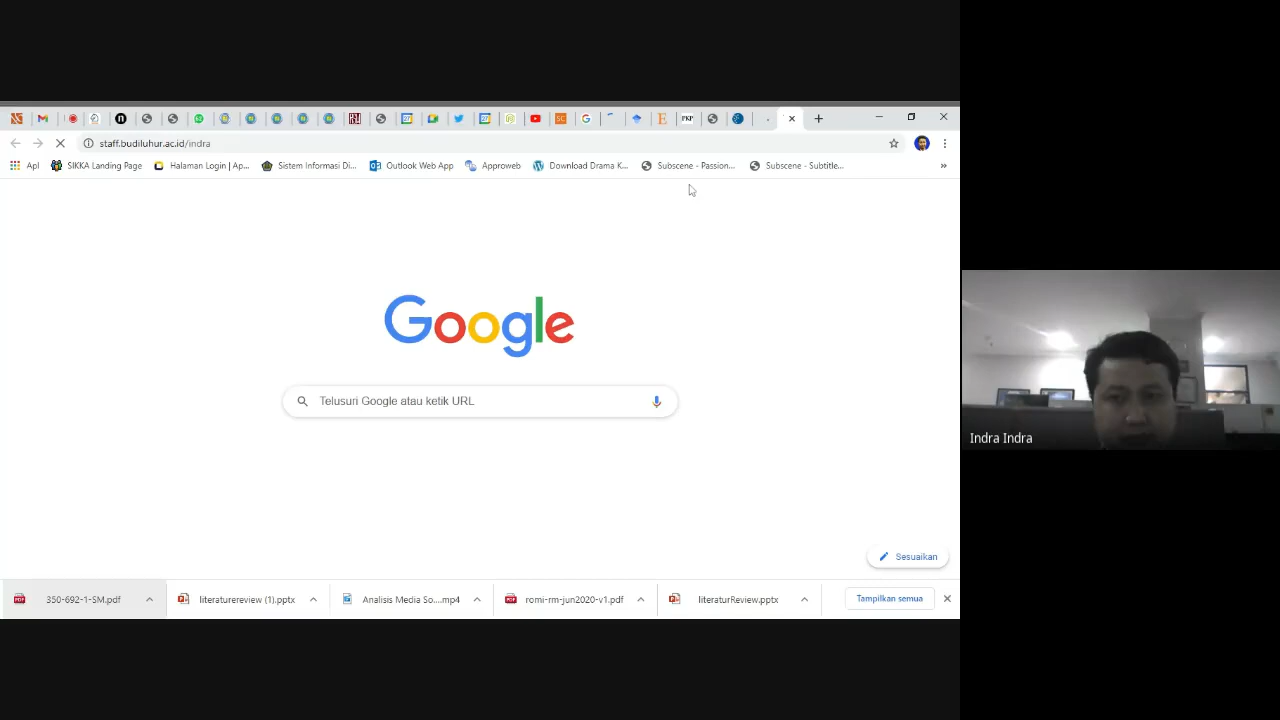 staff.budiluhur.ac.id/indra
Apl SIKKA Landing Page Halaman Login | Ap... Sistem Informasi Di... Outlook Web App Approweb Download Drama K... Subscene - Passion... Subscene - Subtitle... »
Google
Telusuri Google atau ketik URL
Indra Indra
Sesuaikan
350-692-1-SM.pdf literaturereview (1).pptx Analisis Media So....mp4 romi-rm-jun2020-v1.pdf literaturReview.pptx Tampilkan semua